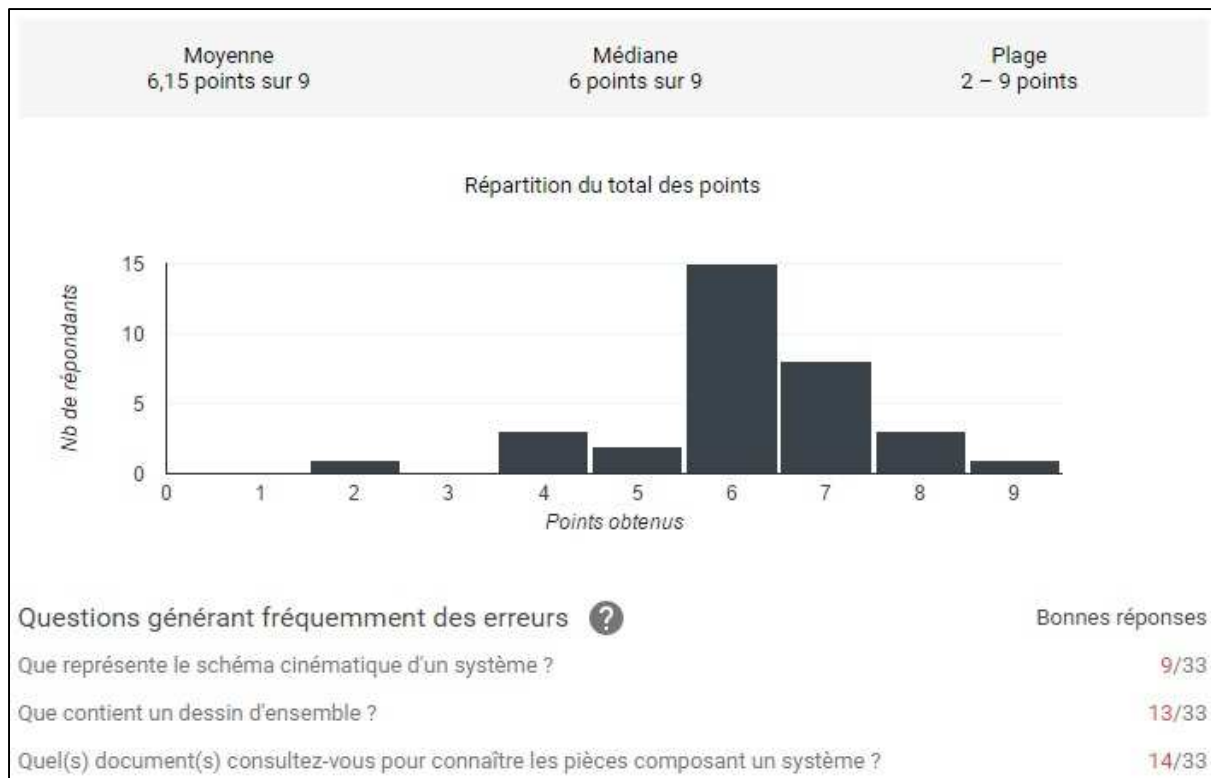 Moyenne
6,15 points sur 9
Médiane
6 points sur 9
Plage
2 – 9 points
Répartition du total des points
Nb de répondants
15
10
5
0
0 1 2 3 4 5 6 7 8 9
Points obtenus
Questions générant fréquemment des erreurs ? Bonnes réponses
Que représente le schéma cinématique d'un système ? 9/33
Que contient un dessin d'ensemble ? 13/33
Quel(s) document(s) consultez-vous pour connaître les pièces composant un système ? 14/33